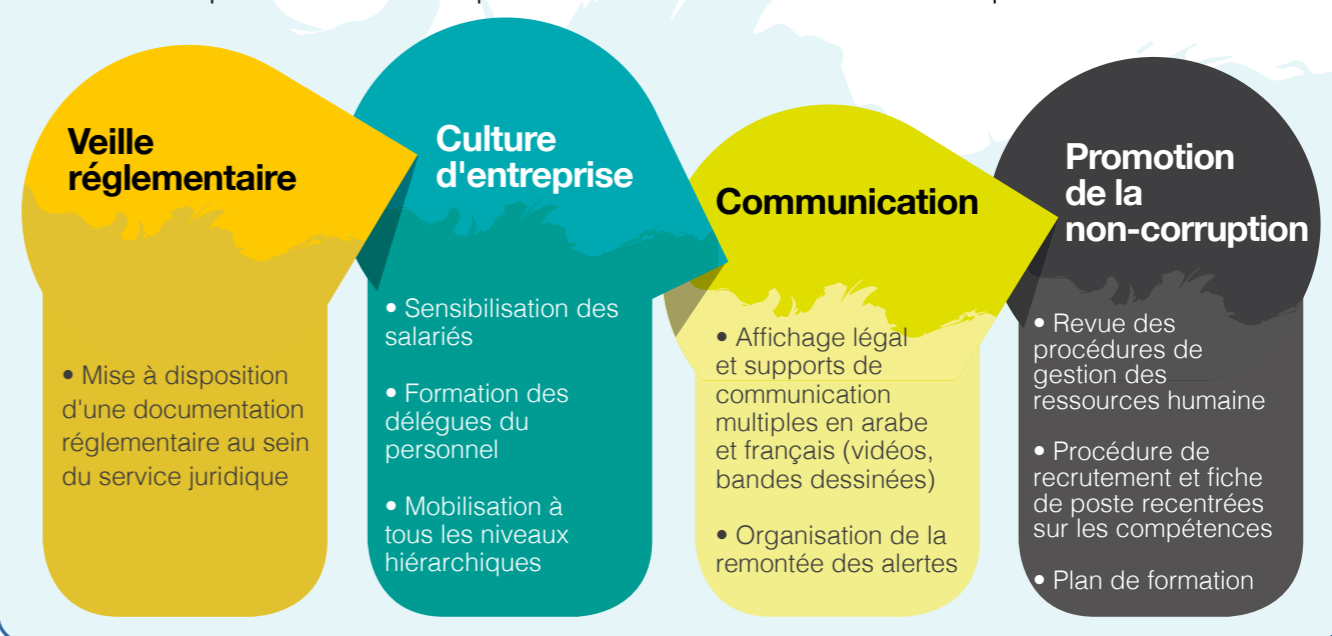 Veille
réglementaire
• Mise à disposition
d'une documentation
réglementaire au sein
du service juridique
Culture
d'entreprise
• Sensibilisation des
salariés
• Formation des
délégues du
personnel
• Mobilisation à
tous les niveaux
hiérarchiques
Communication
• Affichage légal
et supports de
communication
multiples en arabe
et français (vidéos,
bandes dessinées)
• Organisation de la
remontée des alertes
Promotion
de la
non-corruption
• Revue des
procédures de
gestion des
ressources humaine
• Procédure de
recrutement et fiche
de poste recentrées
sur les compétences
• Plan de formation